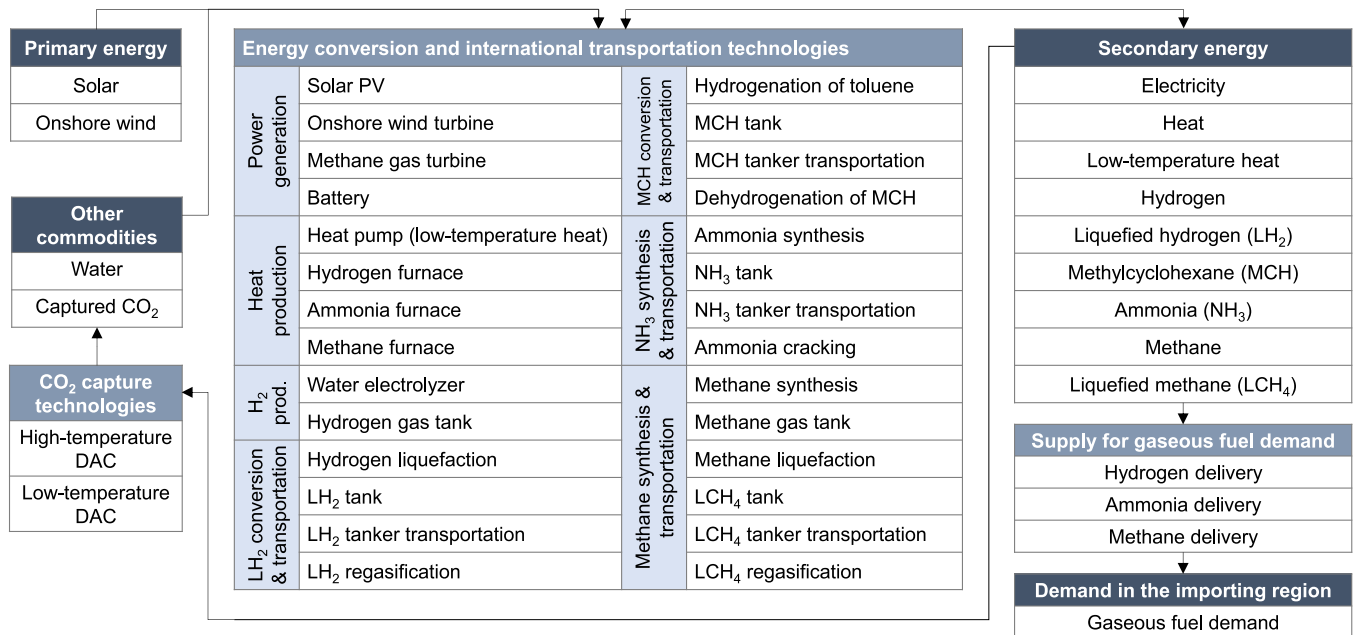 Primary energy
Solar
Onshore wind
Other
commodities
Water
Captured CO₂
CO₂ capture
technologies
High-temperature
DAC
Low-temperature
DAC
Energy conversion and international transportation technologies
Power
generation
Solar PV
Onshore wind turbine
Methane gas turbine
Battery
Heat
production
Heat pump (low-temperature heat)
Hydrogen furnace
Ammonia furnace
Methane furnace
H₂
prod.
Water electrolyzer
Hydrogen gas tank
LH₂ conversion
& transportation
Hydrogen liquefaction
LH₂ tank
LH₂ tanker transportation
LH₂ regasification
MCH conversion
& transportation
Hydrogenation of toluene
MCH tank
MCH tanker transportation
Dehydrogenation of MCH
NH₃ synthesis
& transportation
Ammonia synthesis
NH₃ tank
NH₃ tanker transportation
Ammonia cracking
Methane synthesis &
transportation
Methane synthesis
Methane gas tank
Methane liquefaction
LCH₄ tank
LCH₄ tanker transportation
LCH₄ regasification
Secondary energy
Electricity
Heat
Low-temperature heat
Hydrogen
Liquefied hydrogen (LH₂)
Methylcyclohexane (MCH)
Ammonia (NH₃)
Methane
Liquefied methane (LCH₄)
Supply for gaseous fuel demand
Hydrogen delivery
Ammonia delivery
Methane delivery
Demand in the importing region
Gaseous fuel demand